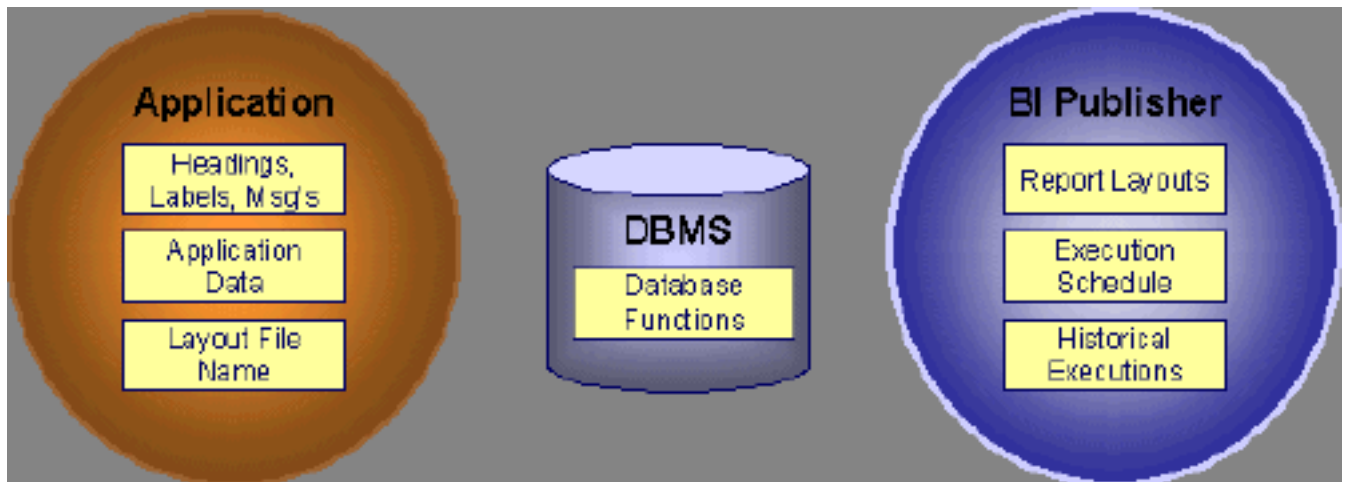 Application
Headings,
Labels, Msg's
Application
Data
Layout File
Name
DBMS
Database
Functions
BI Publisher
Report Layouts
Execution
Schedule
Historical
Executions